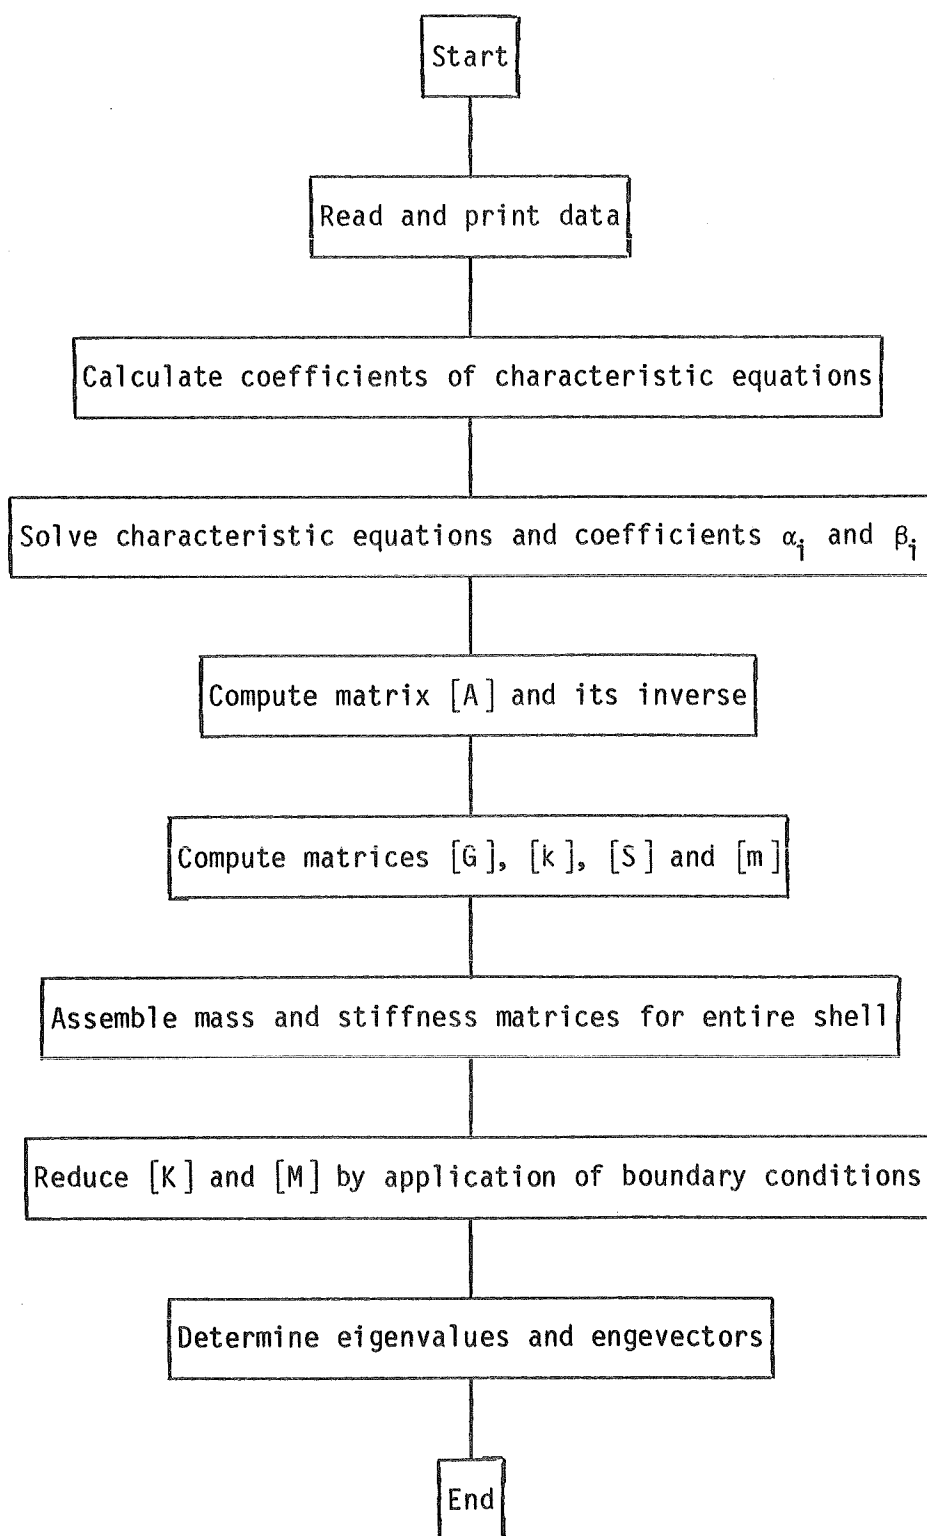 Start
Read and print data
Calculate coefficients of characteristic equations
Solve characteristic equations and coefficients αi and βi
Compute matrix [A] and its inverse
Compute matrices [G], [k], [S] and [m]
Assemble mass and stiffness matrices for entire shell
Reduce [K] and [M] by application of boundary conditions
Determine eigenvalues and engevectors
End